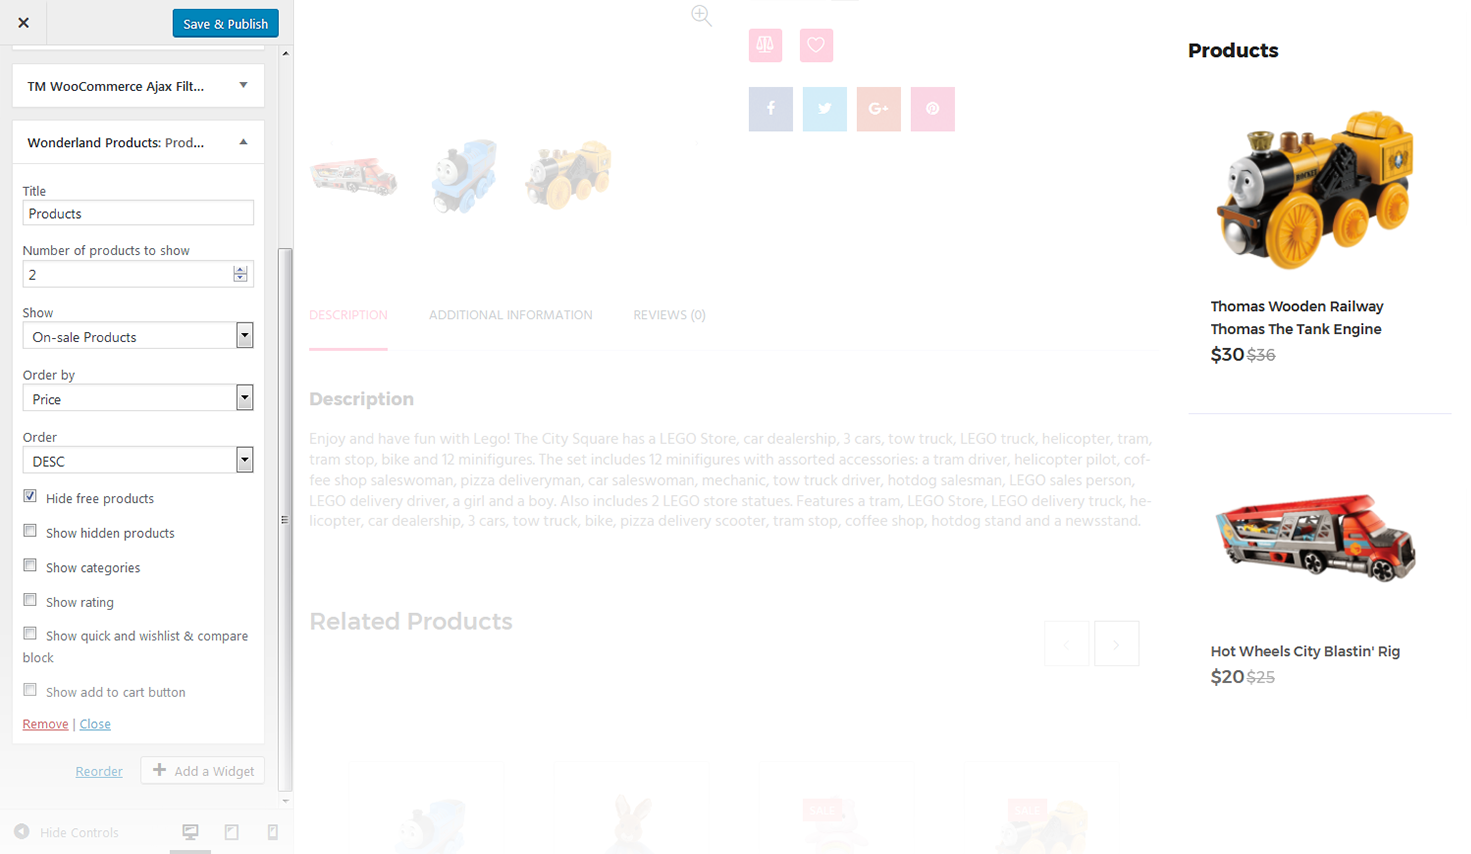 Save & Publish
TM WooCommerce Ajax Filt...
Wonderland Products: Prod...
Title
Products
Number of products to show
2
Show
On-sale Products
Order by
Price
Order
DESC
Hide free products
Show hidden products
Show categories
Show rating
Show quick and wishlist & compare
block
Show add to cart button
Remove | Close
Reorder
Add a Widget
Hide Controls
DESCRIPTION
ADDITIONAL INFORMATION
REVIEWS (0)
Description
Enjoy and have fun with Lego! The City Square has a LEGO Store, car dealership, 3 cars, tow truck, LEGO truck, helicopter, tram,
tram stop, bike and 12 minifigures. The set includes 12 minifigures with assorted accessories: a tram driver, helicopter pilot, cof-
fee shop saleswoman, pizza deliveryman, car saleswoman, mechanic, tow truck driver, hotdog salesman, LEGO sales person,
LEGO delivery driver, a girl and a boy. Also includes 2 LEGO store statues. Features a tram, LEGO Store, LEGO delivery truck, he-
licopter, car dealership, 3 cars, tow truck, bike, pizza delivery scooter, tram stop, coffee shop, hotdog stand and a newsstand.
Related Products
SALE
SALE
Products
Thomas Wooden Railway
Thomas The Tank Engine
$30 $36
Hot Wheels City Blastin' Rig
$20 $25